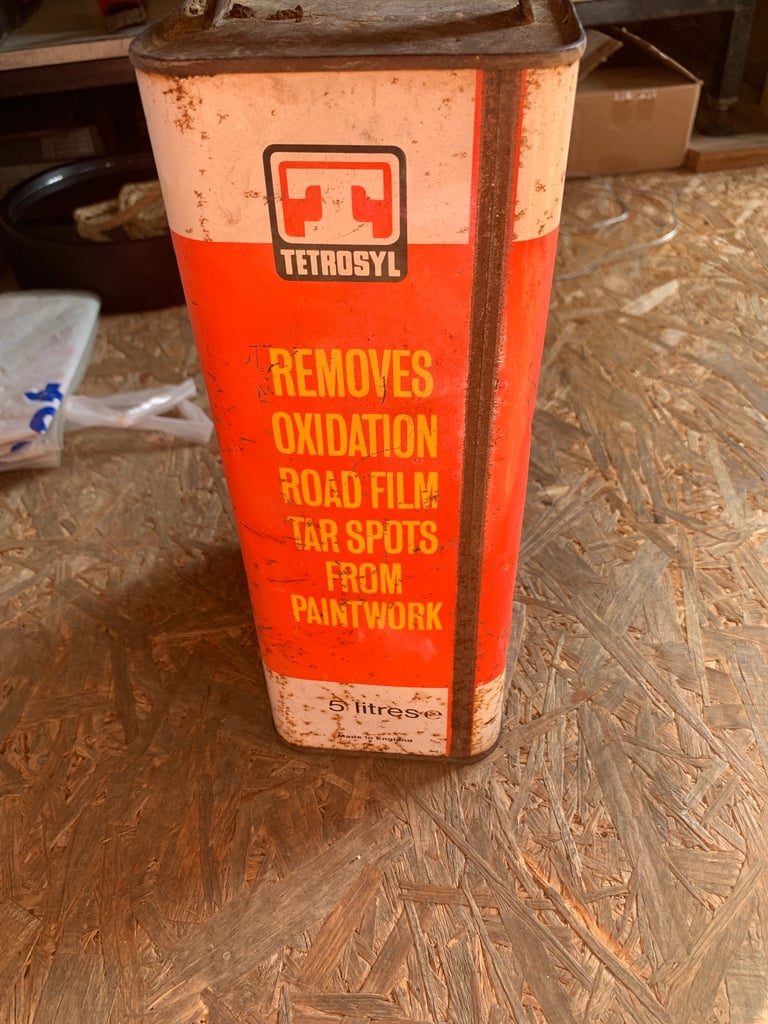 TETROSYL
REMOVES
OXIDATION
ROAD FILM
TAR SPOTS
FROM
PAINTWORK
5 litres ℮
Made in England